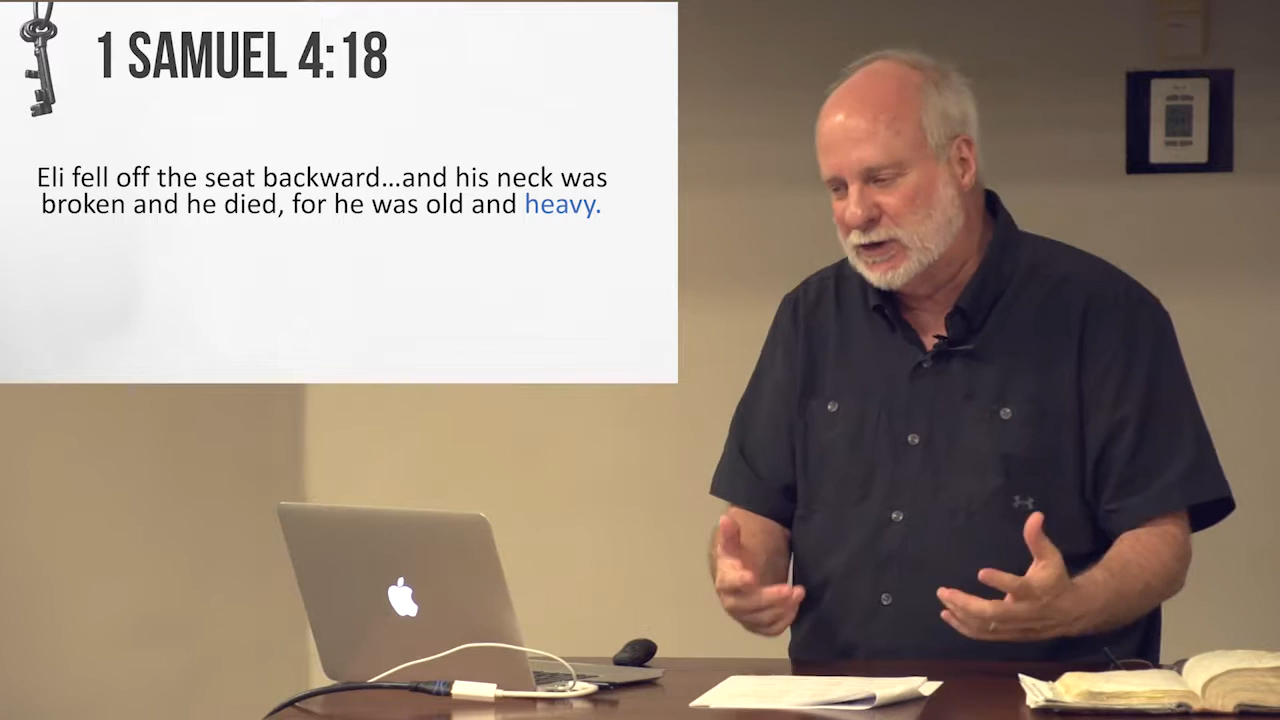 1 SAMUEL 4:18
Eli fell off the seat backward...and his neck was
broken and he died, for he was old and heavy.